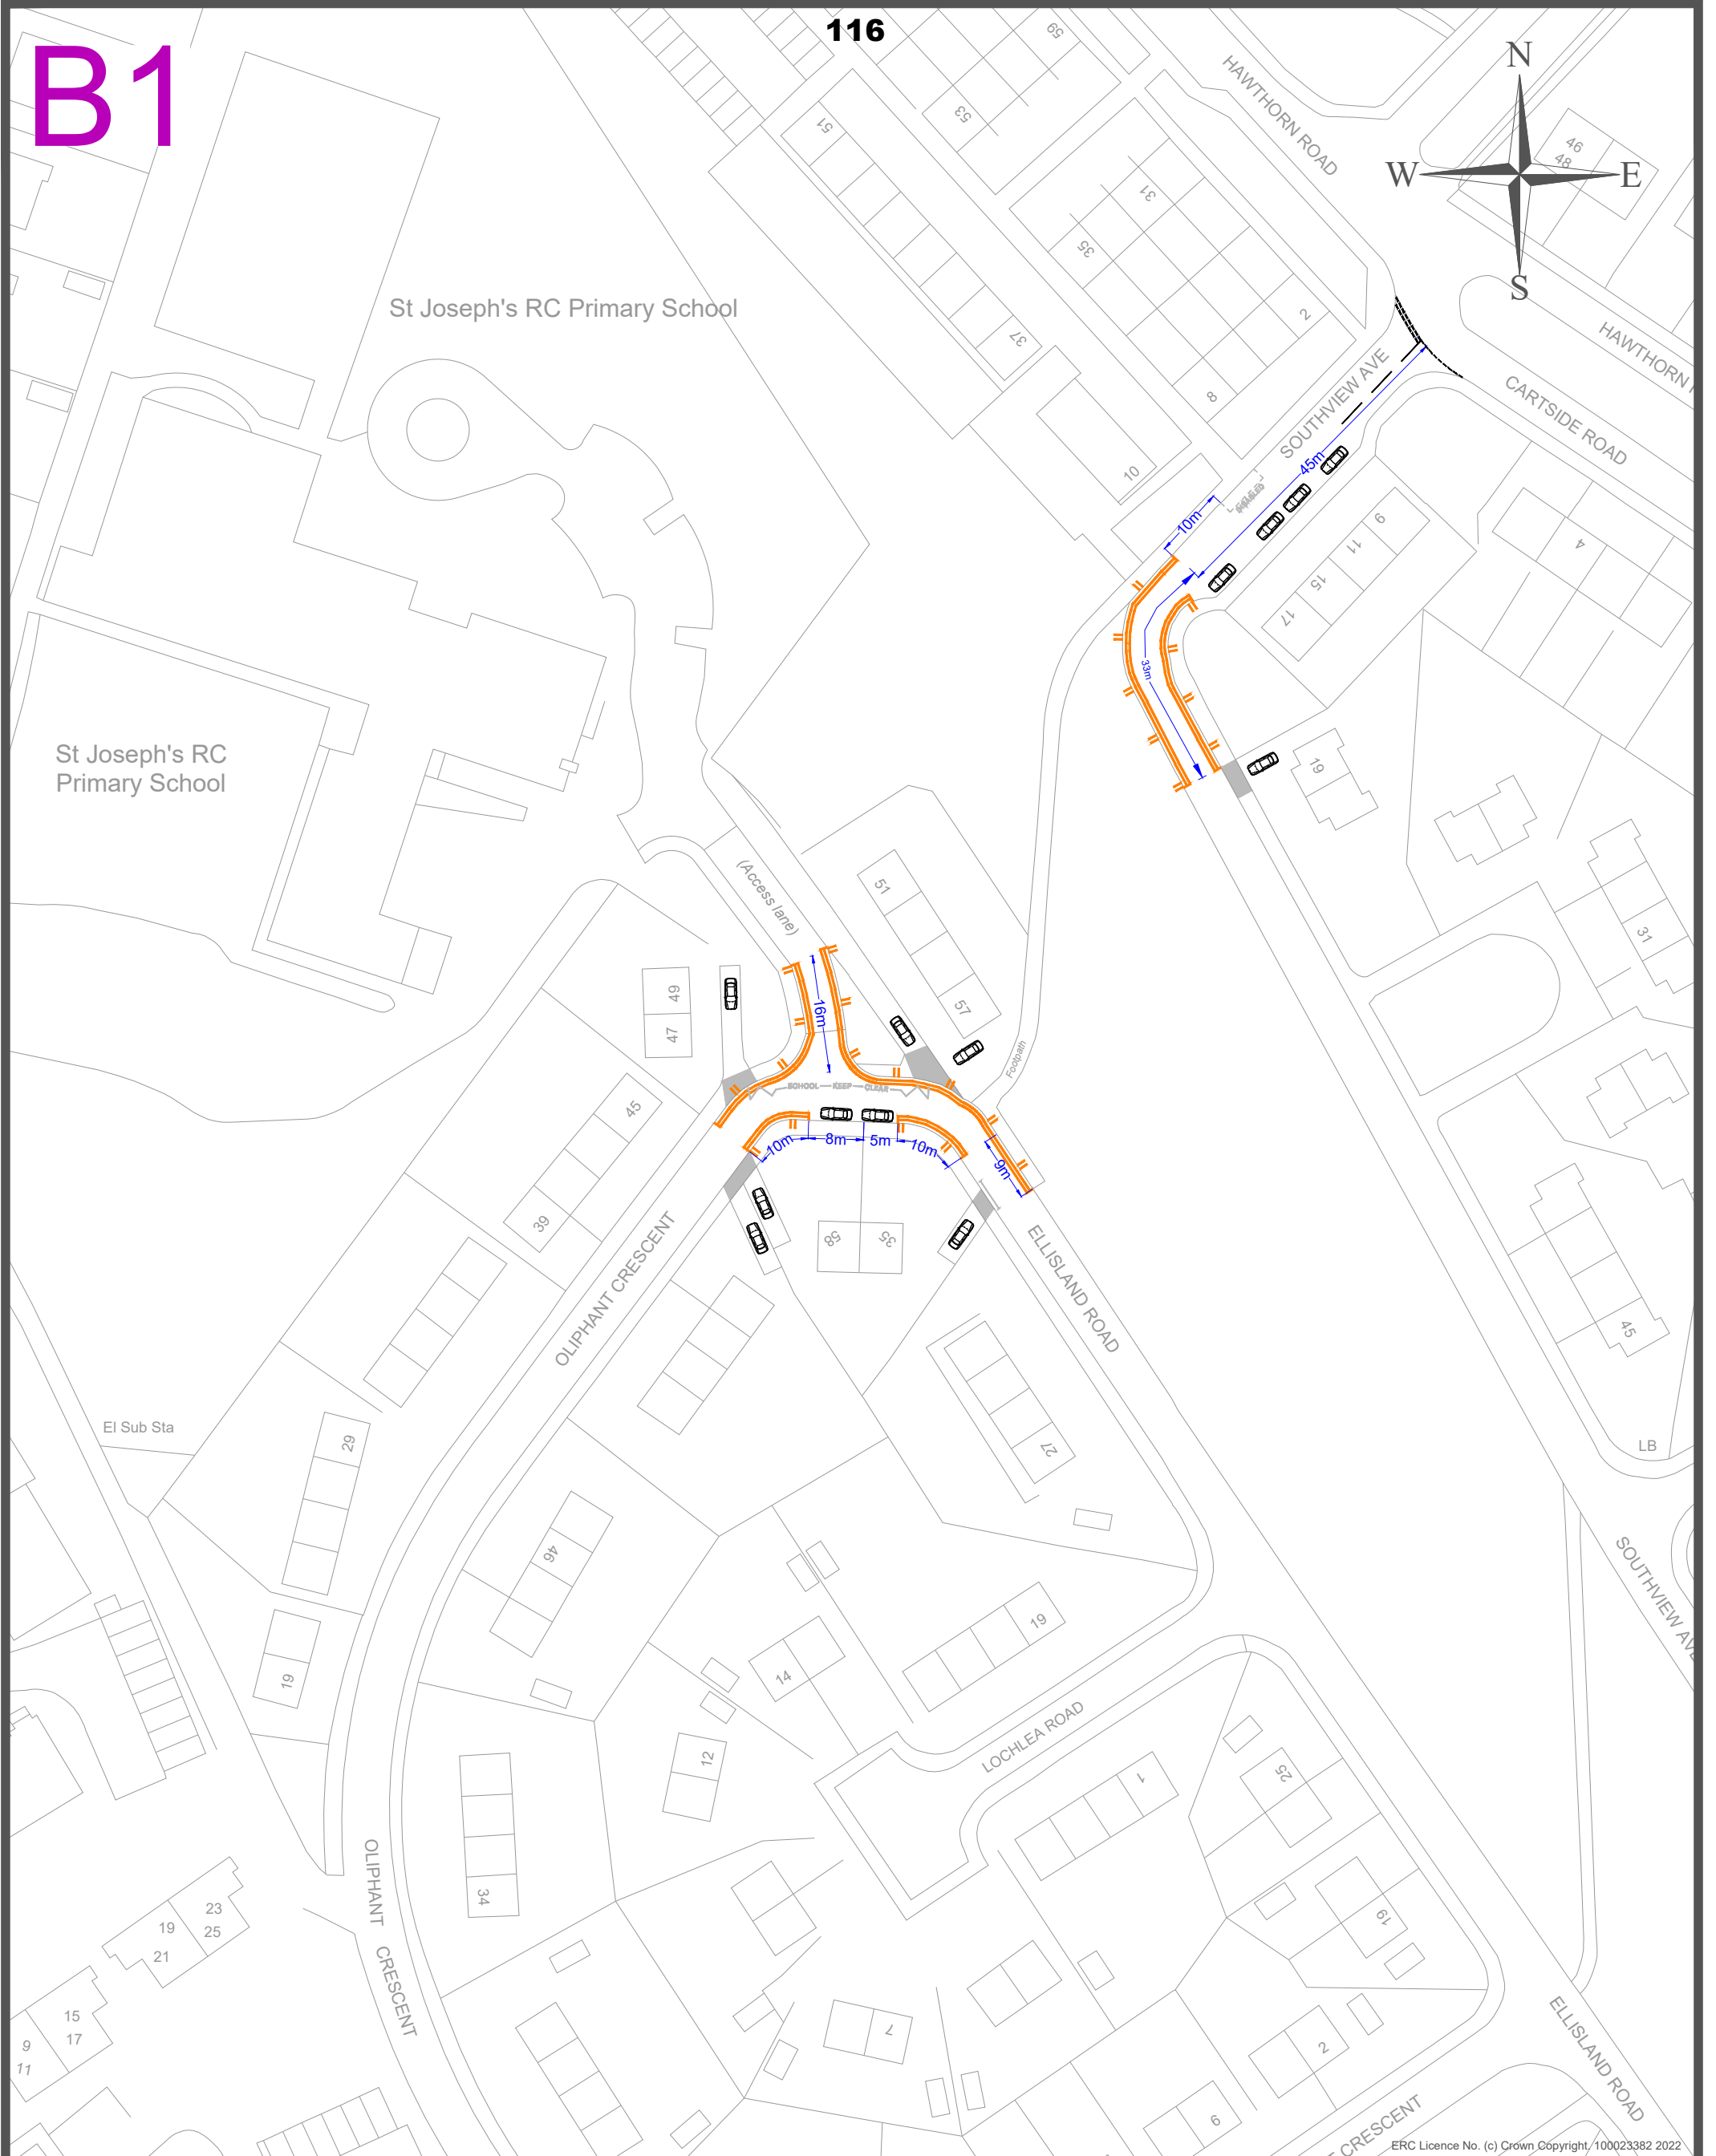 116
B1
N
W
E
S
HAWTHORN ROAD
59
53
51
46
48
31
35
2
37
8
10
St Joseph's RC Primary School
SOUTHVIEW AVE
HAWTHORN
CARTSIDE ROAD
45m
10m
9
11
15
17
4
33m
19
St Joseph's RC
Primary School
31
51
57
(Access lane)
49
47
16m
Footpath
SCHOOL KEEP CLEAR
45
39
10m
8m
5m
10m
9m
58
35
OLIPHANT CRESCENT
ELLISLAND ROAD
45
27
LB
El Sub Sta
29
46
19
19
14
12
SOUTHVIEW AVE
LOCHLEA ROAD
1
25
34
19
OLIPHANT CRESCENT
23
25
19
21
15
17
9
11
7
2
6
ELLISLAND ROAD
CRESCENT
ERC Licence No. (c) Crown Copyright. 100023382 2022